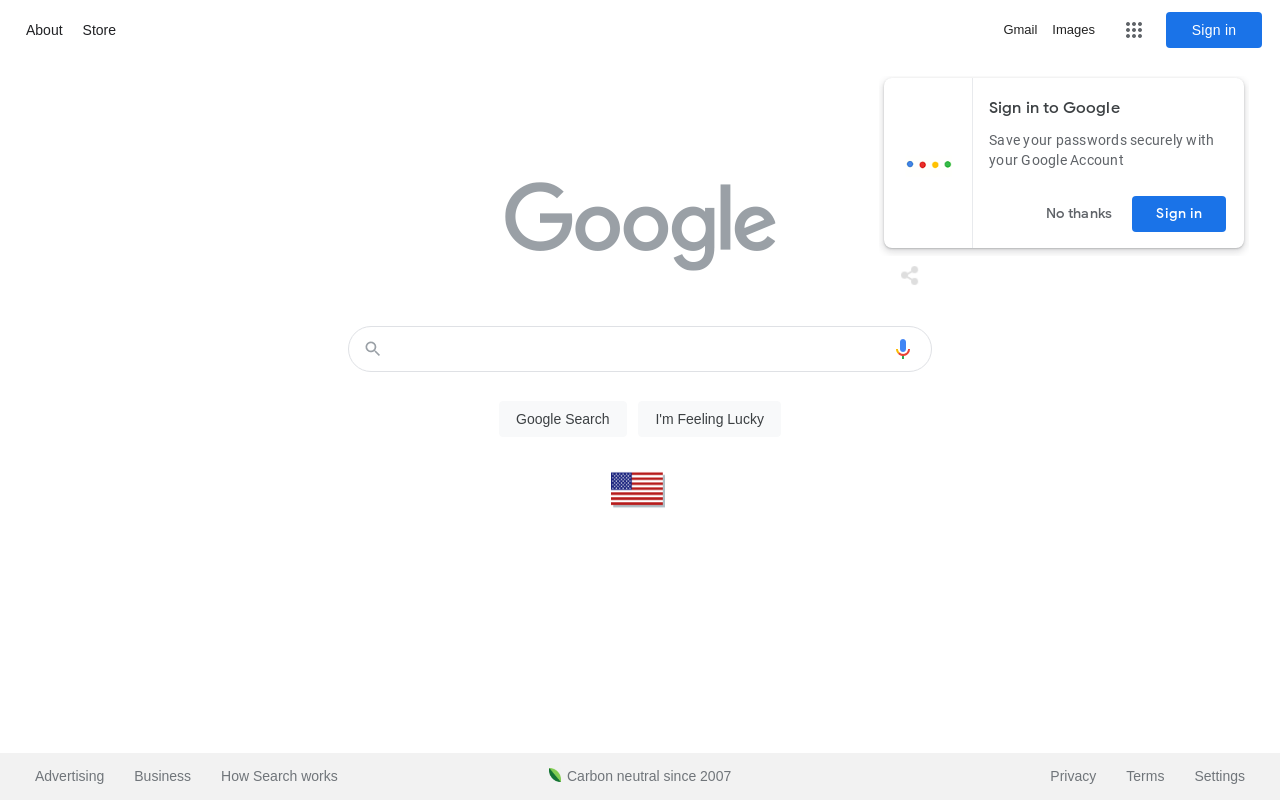 About Store Gmail Images Sign in
Sign in to Google
Save your passwords securely with
your Google Account
No thanks Sign in
Google
Google Search I'm Feeling Lucky
Advertising Business How Search works Carbon neutral since 2007 Privacy Terms Settings